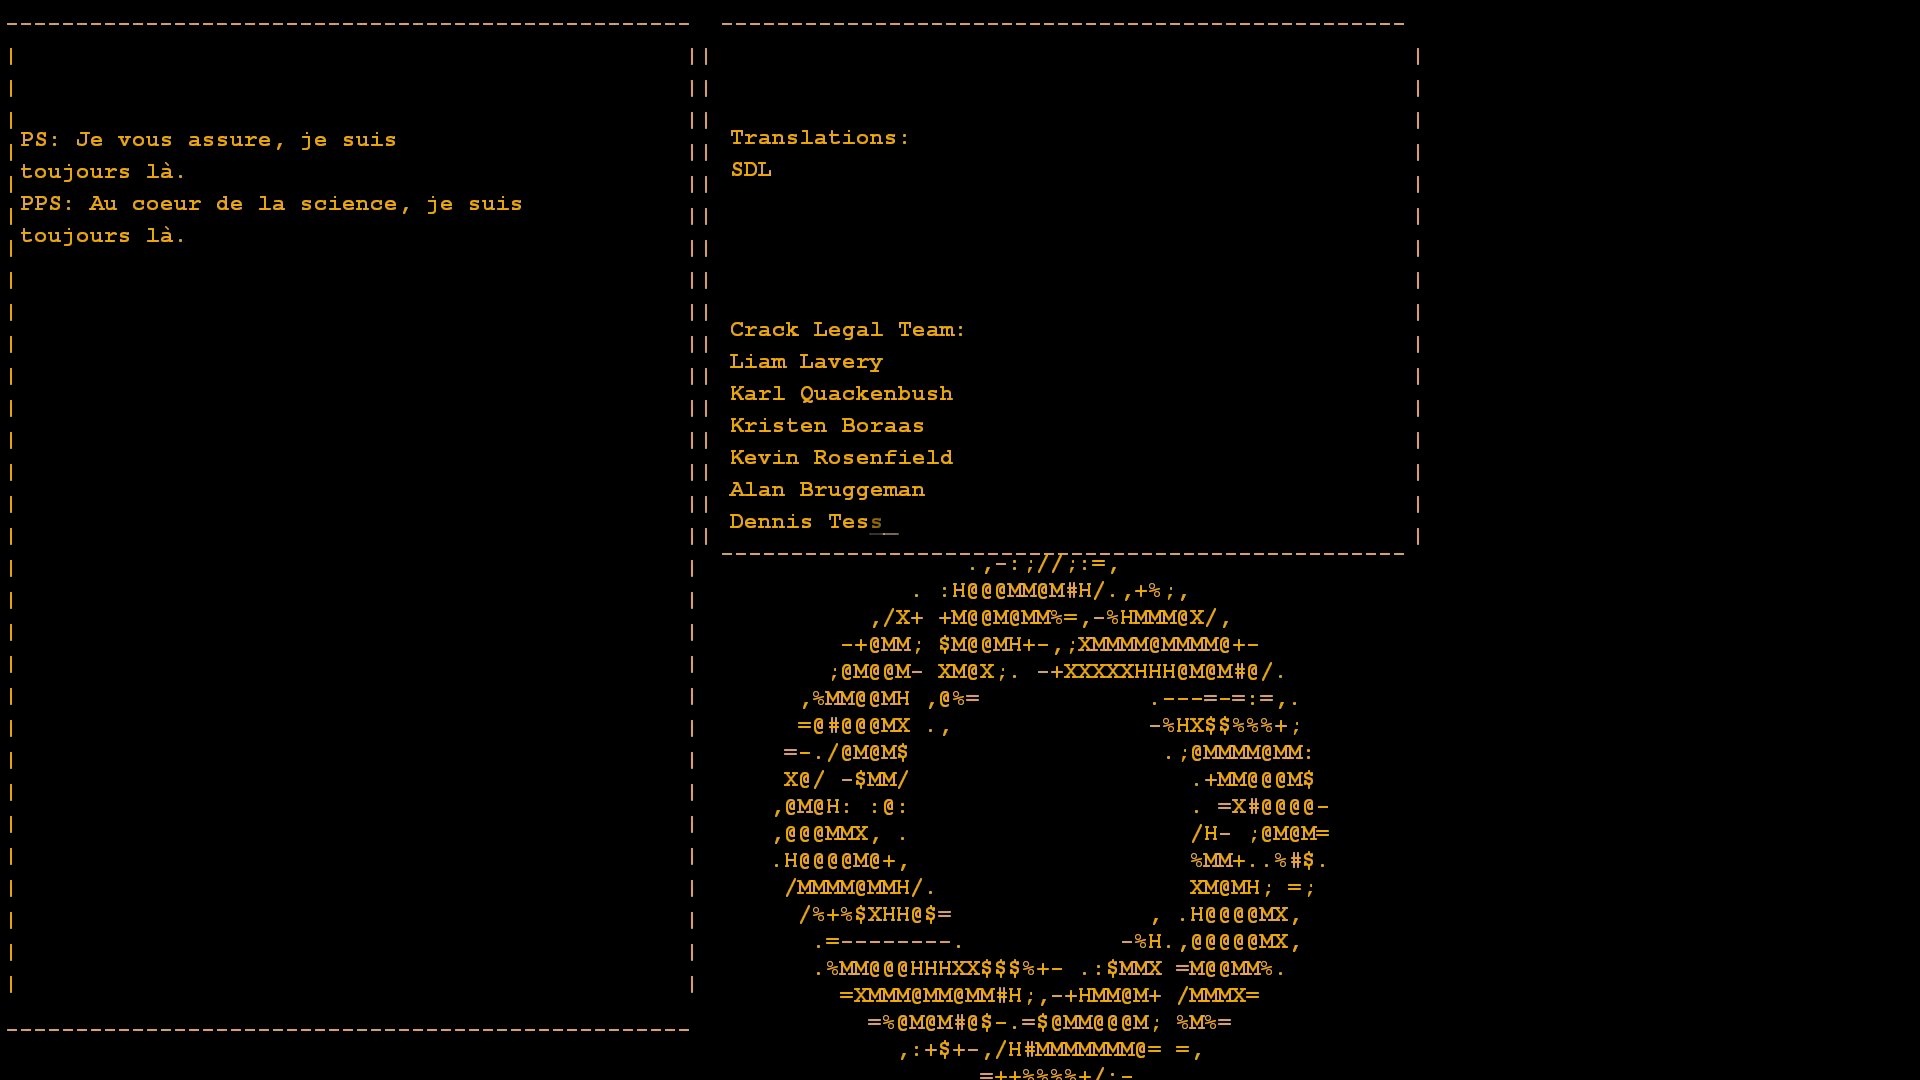 PS: Je vous assure, je suis
toujours là.
PPS: Au coeur de la science, je suis
toujours là.
Translations:
SDL
Crack Legal Team:
Liam Lavery
Karl Quackenbush
Kristen Boraas
Kevin Rosenfield
Alan Bruggeman
Dennis Tess_